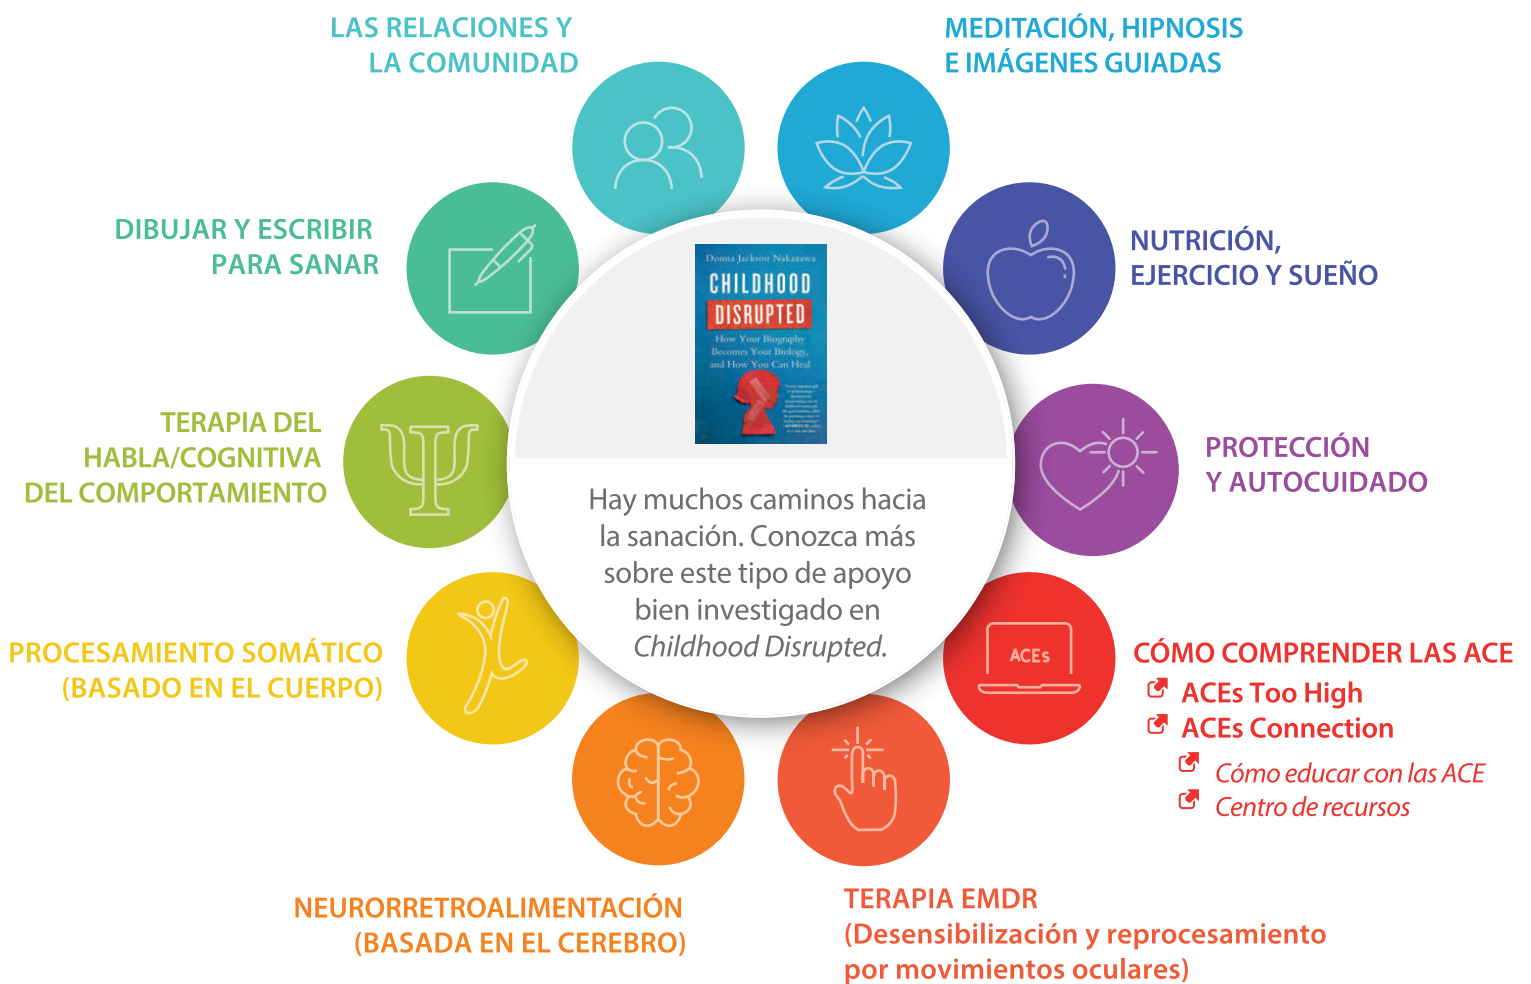 LAS RELACIONES Y
LA COMUNIDAD
MEDITACIÓN, HIPNOSIS
E IMÁGENES GUIADAS
DIBUJAR Y ESCRIBIR
PARA SANAR
NUTRICIÓN,
EJERCICIO Y SUEÑO
Donna Jackson Nakazawa
CHILDHOOD
DISRUPTED
How Your Biography
Becomes Your Biology,
and How You Can Heal
TERAPIA DEL
HABLA/COGNITIVA
DEL COMPORTAMIENTO
PROTECCIÓN
Y AUTOCUIDADO
Hay muchos caminos hacia
la sanación. Conozca más
sobre este tipo de apoyo
bien investigado en
Childhood Disrupted.
PROCESAMIENTO SOMÁTICO
(BASADO EN EL CUERPO)
ACEs
CÓMO COMPRENDER LAS ACE
ACEs Too High
ACEs Connection
Cómo educar con las ACE
Centro de recursos
NEURORRETROALIMENTACIÓN
(BASADA EN EL CEREBRO)
TERAPIA EMDR
(Desensibilización y reprocesamiento
por movimientos oculares)